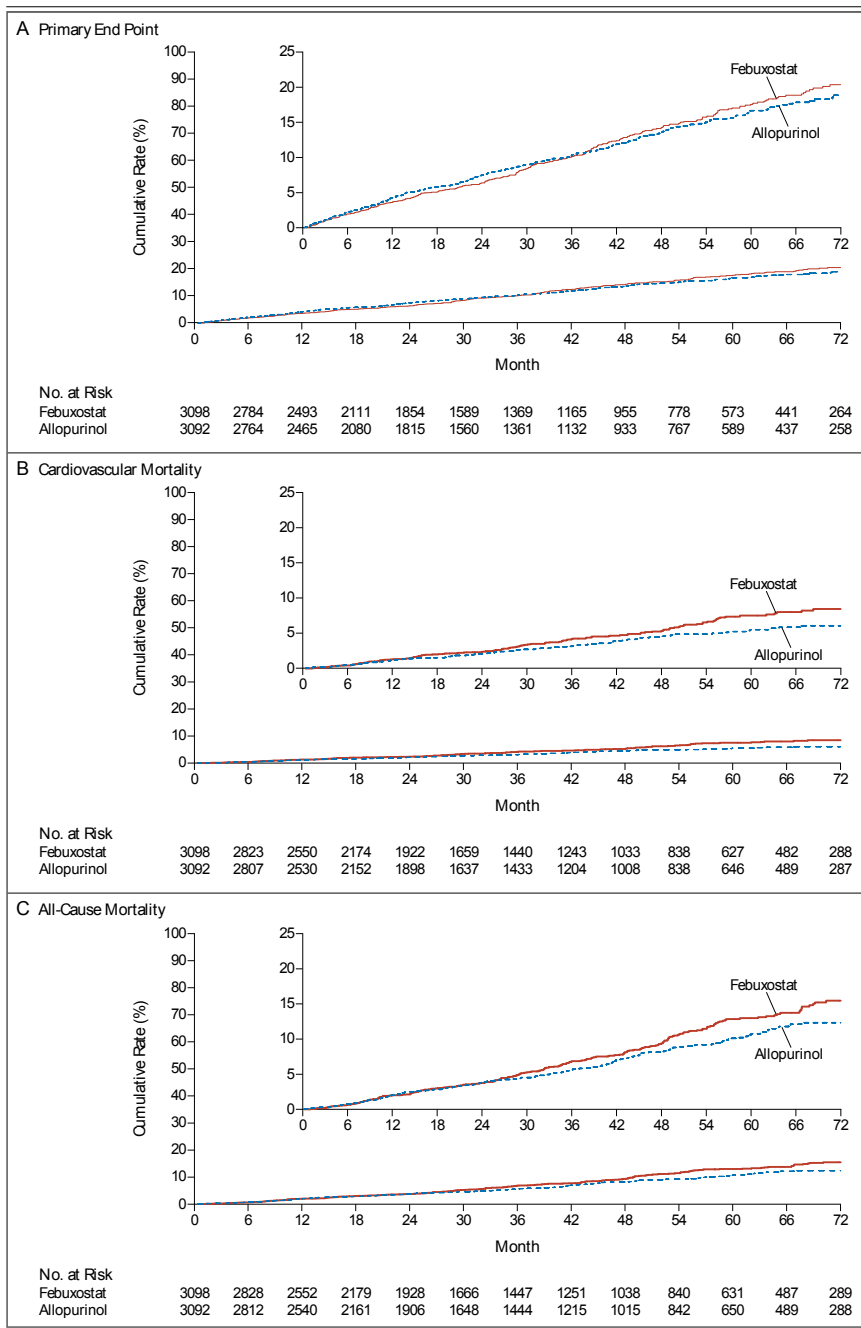 A Primary End Point
Cumulative Rate (%)
100
90
80
70
60
50
40
30
20
10
0
0 6 12 18 24 30 36 42 48 54 60 66 72
25
20
15
10
5
0
0 6 12 18 24 30 36 42 48 54 60 66 72
Febuxostat
Allopurinol
Month
No. at Risk
Febuxostat 3098 2784 2493 2111 1854 1589 1369 1165 955 778 573 441 264
Allopurinol 3092 2764 2465 2080 1815 1560 1361 1132 933 767 589 437 258
B Cardiovascular Mortality
Cumulative Rate (%)
100
90
80
70
60
50
40
30
20
10
0
0 6 12 18 24 30 36 42 48 54 60 66 72
25
20
15
10
5
0
0 6 12 18 24 30 36 42 48 54 60 66 72
Febuxostat
Allopurinol
Month
No. at Risk
Febuxostat 3098 2823 2550 2174 1922 1659 1440 1243 1033 838 627 482 288
Allopurinol 3092 2807 2530 2152 1898 1637 1433 1204 1008 838 646 489 287
C All-Cause Mortality
Cumulative Rate (%)
100
90
80
70
60
50
40
30
20
10
0
0 6 12 18 24 30 36 42 48 54 60 66 72
25
20
15
10
5
0
0 6 12 18 24 30 36 42 48 54 60 66 72
Febuxostat
Allopurinol
Month
No. at Risk
Febuxostat 3098 2828 2552 2179 1928 1666 1447 1251 1038 840 631 487 289
Allopurinol 3092 2812 2540 2161 1906 1648 1444 1215 1015 842 650 489 288